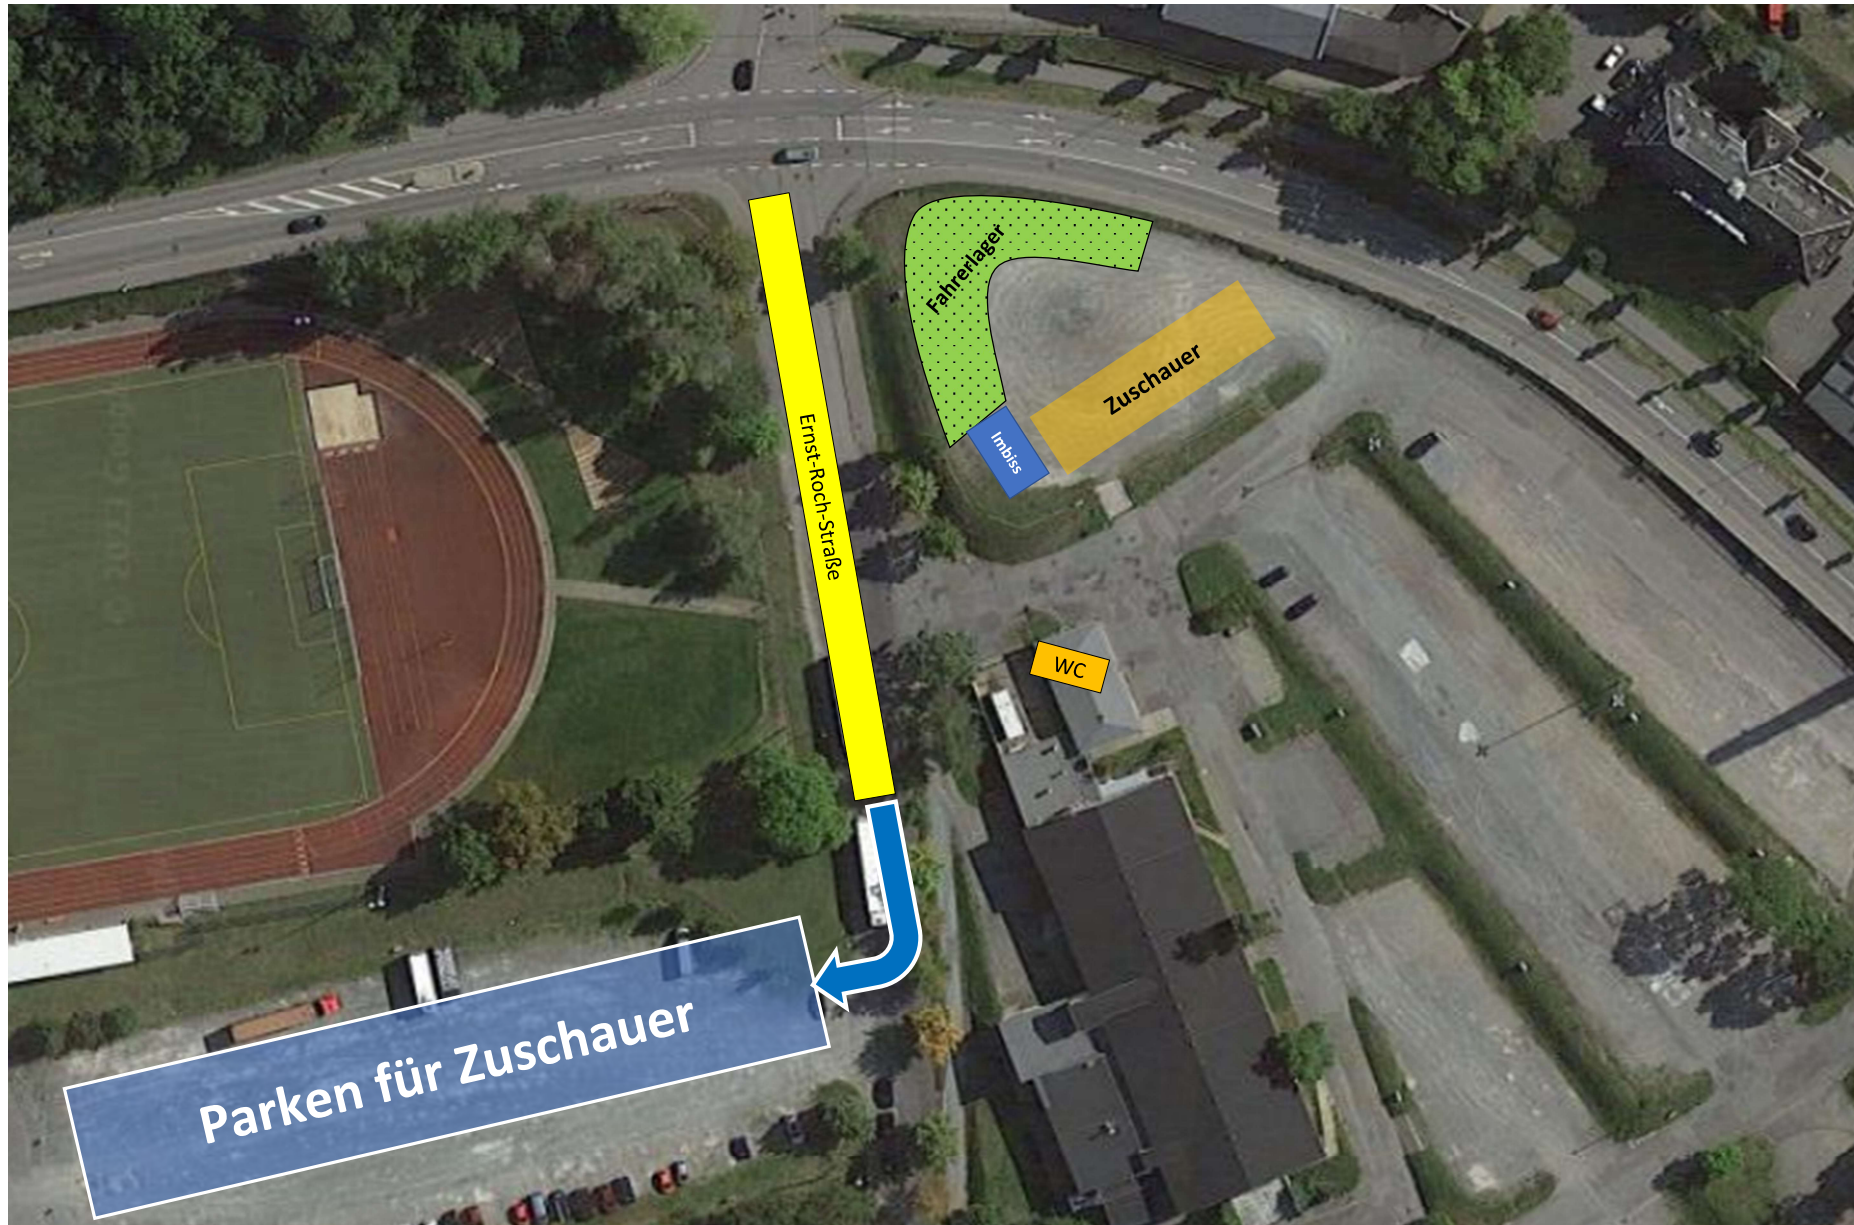 Fahrerlager
Zuschauer
Imbiss
Ernst-Roch-Straße
WC
Parken für Zuschauer